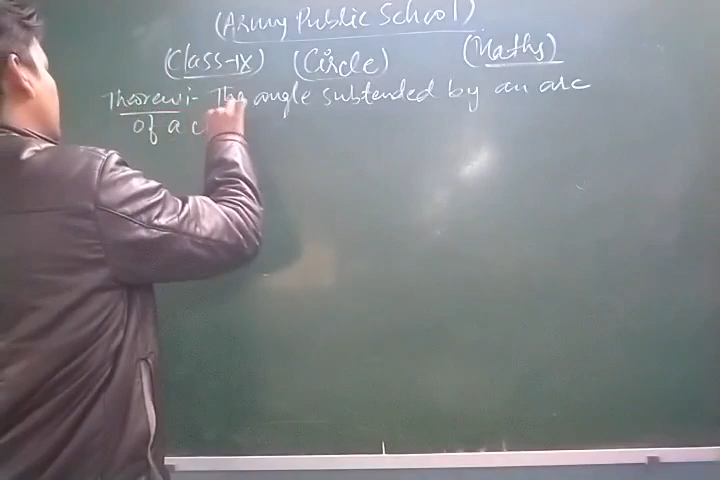 (Army Public School)
(Class-IX) (Circle) (Maths)
Theorem:- The angle subtended by an arc
of a c